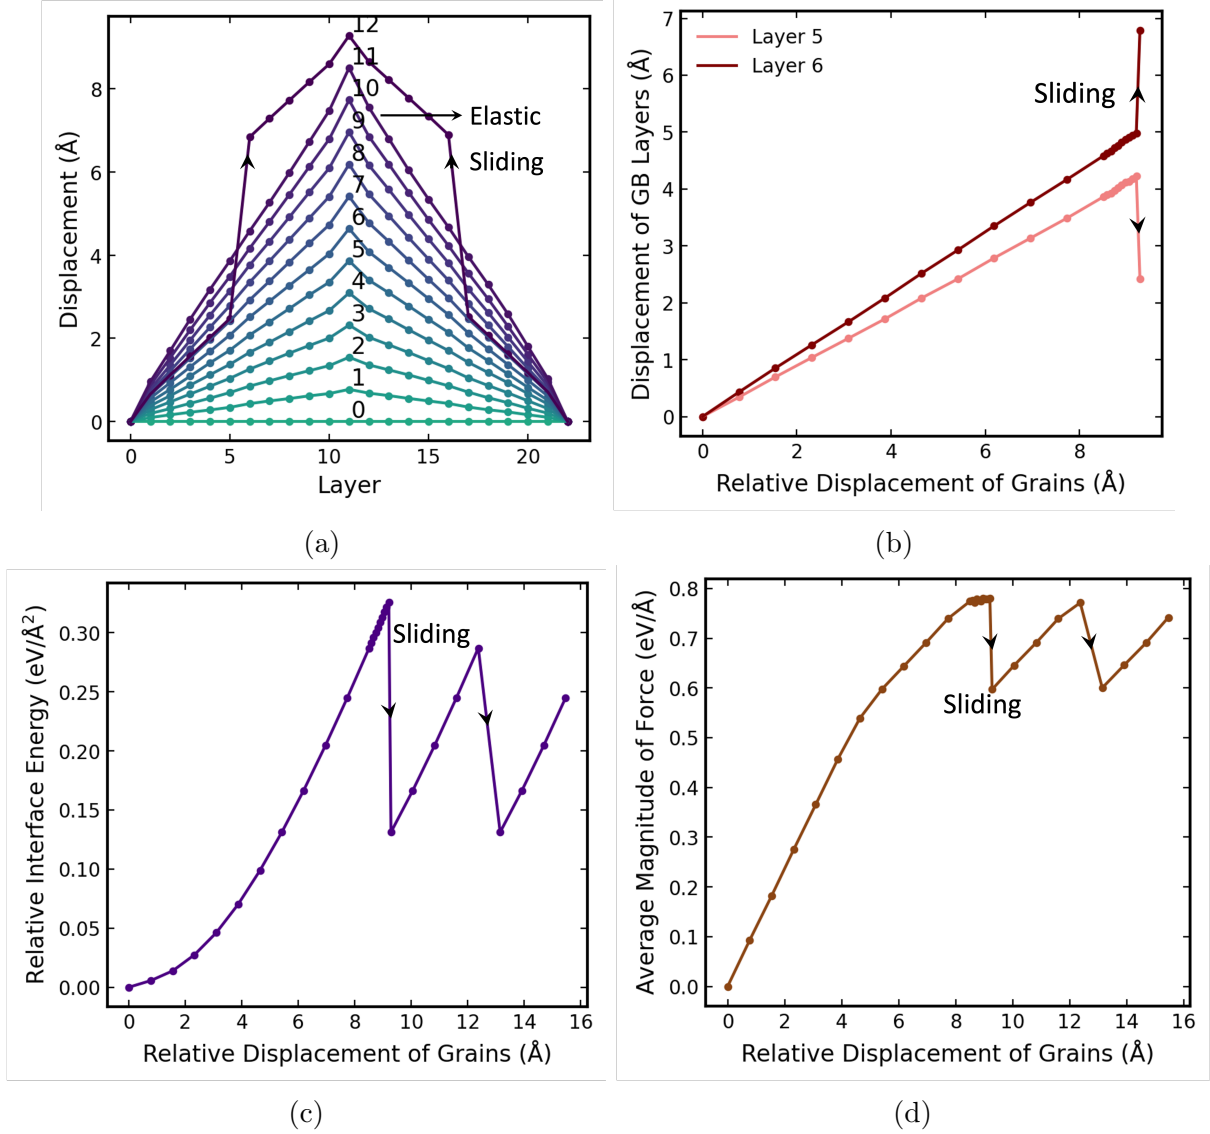 12
11
10
9
8
7
6
5
4
3
2
1
0
Elastic
Sliding
8
6
4
2
0
0 5 10 15 20
Displacement (Å)
Layer
(a)
Layer 5
Layer 6
Sliding
7
6
5
4
3
2
1
0
0 2 4 6 8
Displacement of GB Layers (Å)
Relative Displacement of Grains (Å)
(b)
Sliding
0.30
0.25
0.20
0.15
0.10
0.05
0.00
0 2 4 6 8 10 12 14 16
Relative Interface Energy (eV/Å²)
Relative Displacement of Grains (Å)
(c)
Sliding
0.8
0.7
0.6
0.5
0.4
0.3
0.2
0.1
0.0
0 2 4 6 8 10 12 14 16
Average Magnitude of Force (eV/Å)
Relative Displacement of Grains (Å)
(d)